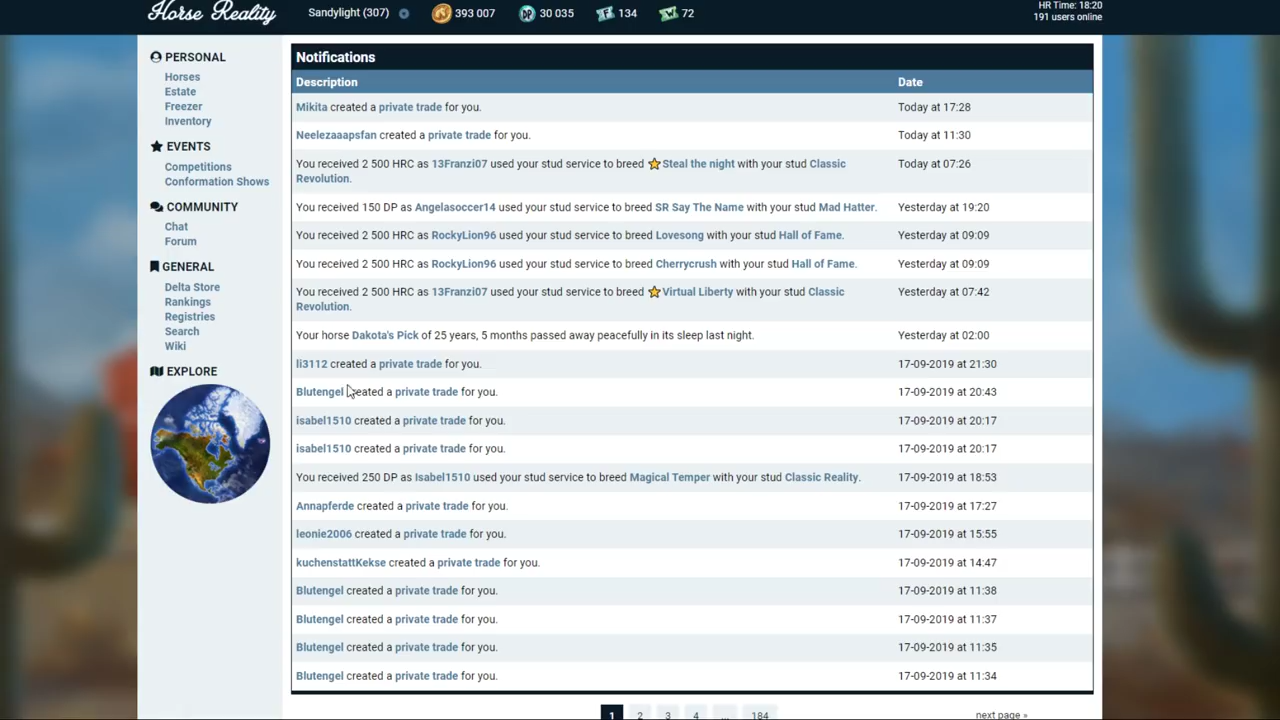 Horse Reality
Sandylight (307)
393 007
30 035
134
72
HR Time: 18:20
191 users online
PERSONAL
Horses
Estate
Freezer
Inventory
EVENTS
Competitions
Conformation Shows
COMMUNITY
Chat
Forum
GENERAL
Delta Store
Rankings
Registries
Search
Wiki
EXPLORE
Notifications
Description Date
Mikita created a private trade for you. Today at 17:28
Neelezaaapsfan created a private trade for you. Today at 11:30
You received 2 500 HRC as 13Franzi07 used your stud service to breed Steal the night with your stud Classic Today at 07:26
Revolution.
You received 150 DP as Angelasoccer14 used your stud service to breed SR Say The Name with your stud Mad Hatter. Yesterday at 19:20
You received 2 500 HRC as RockyLion96 used your stud service to breed Lovesong with your stud Hall of Fame. Yesterday at 09:09
You received 2 500 HRC as RockyLion96 used your stud service to breed Cherrycrush with your stud Hall of Fame. Yesterday at 09:09
You received 2 500 HRC as 13Franzi07 used your stud service to breed Virtual Liberty with your stud Classic Yesterday at 07:42
Revolution.
Your horse Dakota's Pick of 25 years, 5 months passed away peacefully in its sleep last night. Yesterday at 02:00
li3112 created a private trade for you. 17-09-2019 at 21:30
Blutengel created a private trade for you. 17-09-2019 at 20:43
isabel1510 created a private trade for you. 17-09-2019 at 20:17
isabel1510 created a private trade for you. 17-09-2019 at 20:17
You received 250 DP as Isabel1510 used your stud service to breed Magical Temper with your stud Classic Reality. 17-09-2019 at 18:53
Annapferde created a private trade for you. 17-09-2019 at 17:27
leonie2006 created a private trade for you. 17-09-2019 at 15:55
kuchenstattKekse created a private trade for you. 17-09-2019 at 14:47
Blutengel created a private trade for you. 17-09-2019 at 11:38
Blutengel created a private trade for you. 17-09-2019 at 11:37
Blutengel created a private trade for you. 17-09-2019 at 11:35
Blutengel created a private trade for you. 17-09-2019 at 11:34
1 2 3 4 ... 184 next page »